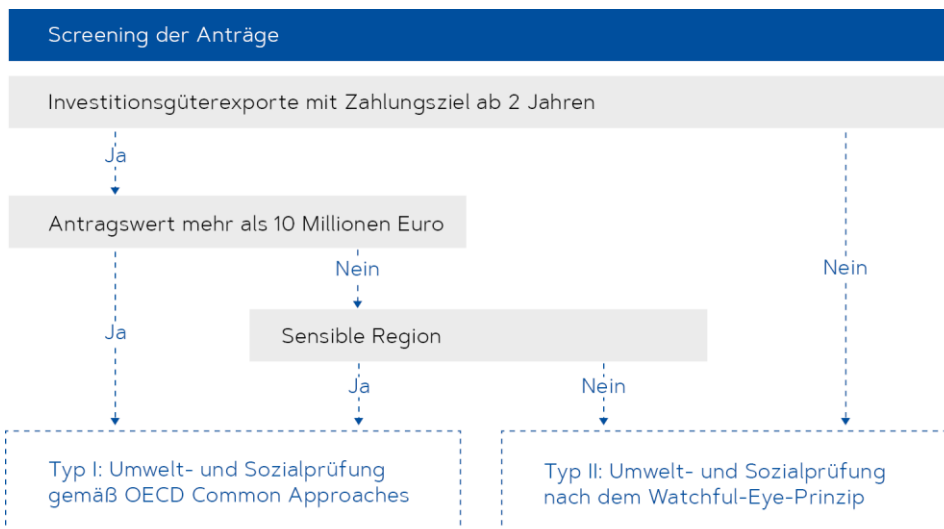 Screening der Anträge
Investitionsgüterexporte mit Zahlungsziel ab 2 Jahren
Ja
Antragswert mehr als 10 Millionen Euro
Nein
Nein
Ja
Sensible Region
Ja
Nein
Typ I: Umwelt- und Sozialprüfung
gemäß OECD Common Approaches
Typ II: Umwelt- und Sozialprüfung
nach dem Watchful-Eye-Prinzip